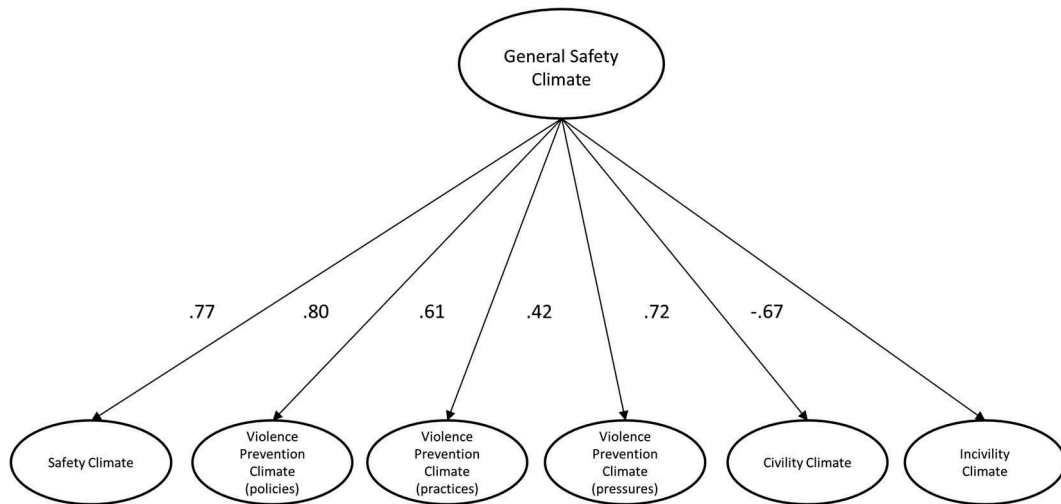 General Safety
Climate
.77
.80
.61
.42
.72
-.67
Safety Climate
Violence
Prevention
Climate
(policies)
Violence
Prevention
Climate
(practices)
Violence
Prevention
Climate
(pressures)
Civility Climate
Incivility
Climate